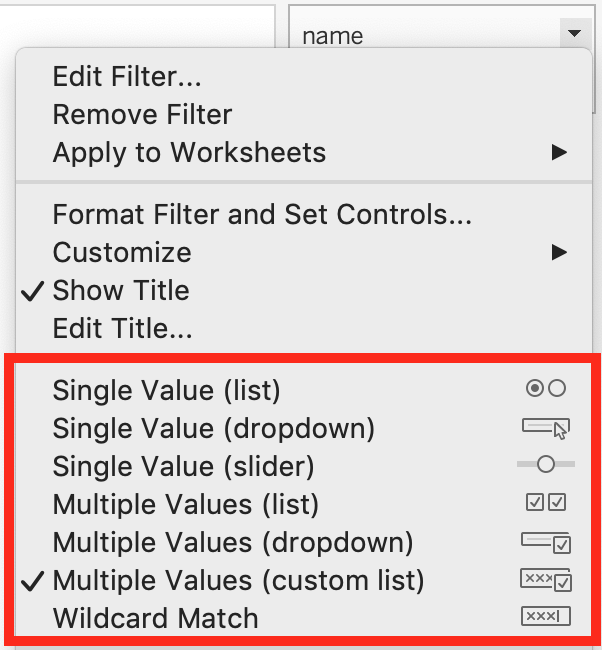 name
Edit Filter...
Remove Filter
Apply to Worksheets
Format Filter and Set Controls...
Customize
Show Title
Edit Title...
Single Value (list)
Single Value (dropdown)
Single Value (slider)
Multiple Values (list)
Multiple Values (dropdown)
Multiple Values (custom list)
Wildcard Match